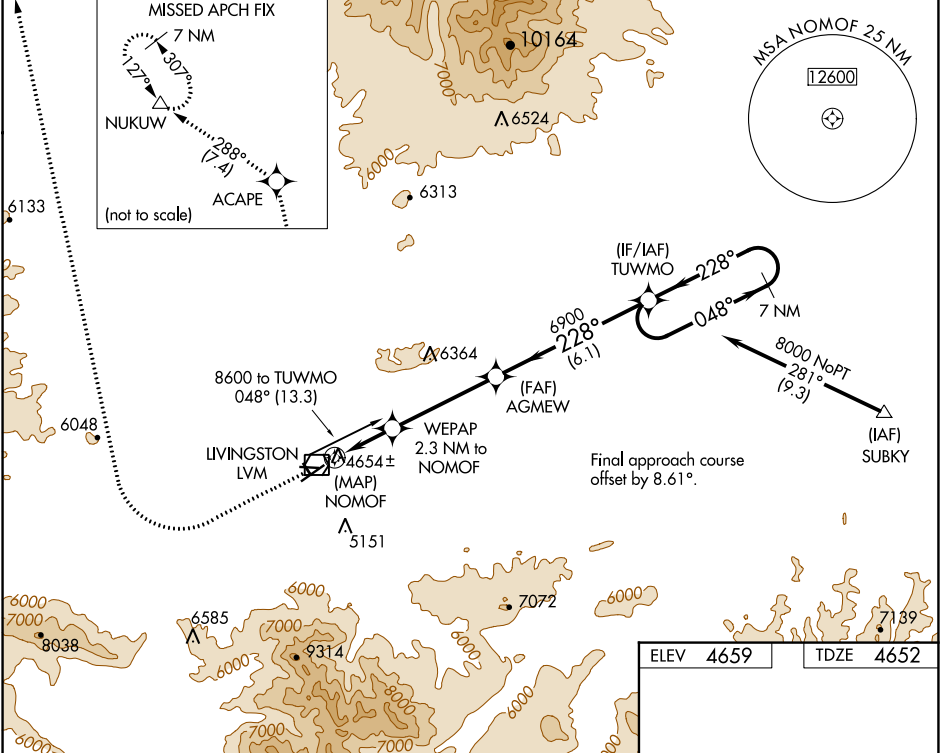 MISSED APCH FIX
7 NM
307°
127°
NUKUW
288°
(7.4)
ACAPE
(not to scale)
10164
7000
6524
6000
6313
MSA NOMOF 25 NM
12600
6133
(IF/IAF)
TUWMO
228°
048°
7 NM
6900
228°
(6.1)
8000 NoPT
281°
(9.3)
(IAF)
SUBKY
6364
(FAF)
AGMEW
8600 to TUWMO
048° (13.3)
6048
WEPAP
2.3 NM to
NOMOF
LIVINGSTON
LVM
4654±
(MAP)
NOMOF
Final approach course
offset by 8.61°.
5151
6000
7000
8038
6585
6000
7000
9314
6000
8000
7000
7000
7072
6000
6000
6000
6000
7139
ELEV 4659
TDZE 4652